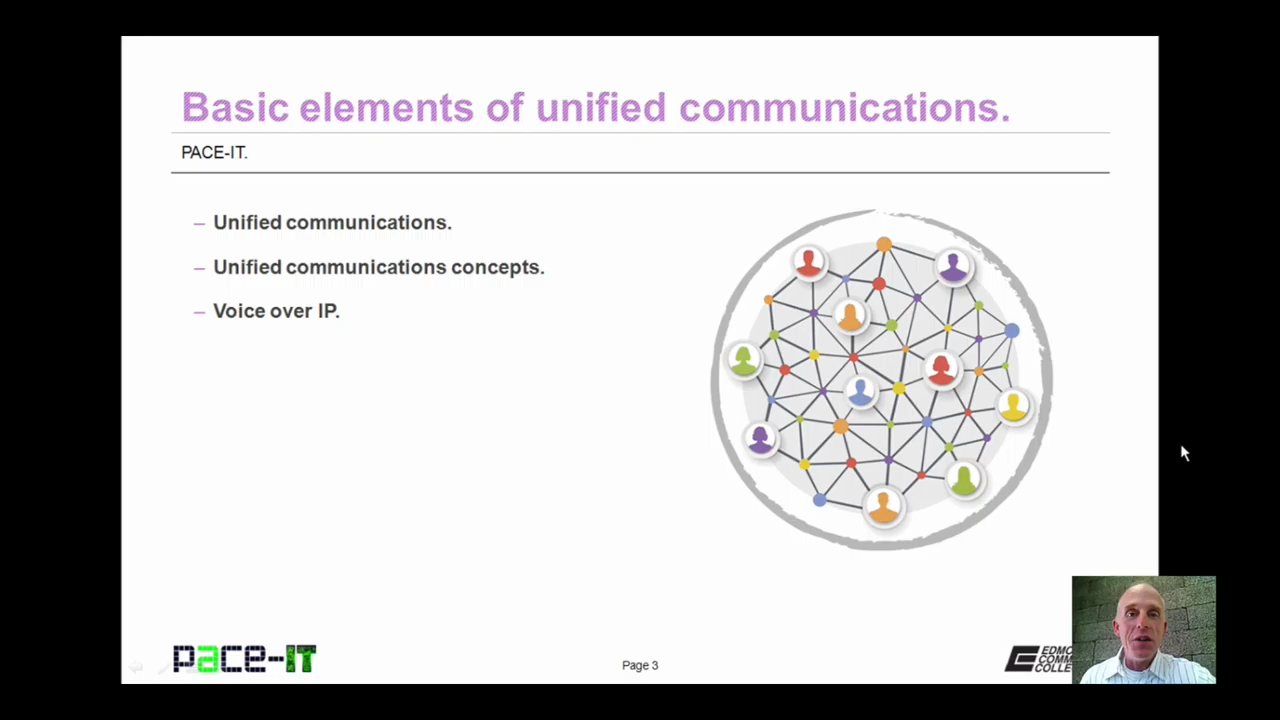 Basic elements of unified communications.
PACE-IT.
– Unified communications.
– Unified communications concepts.
– Voice over IP.
pace-IT
Page 3